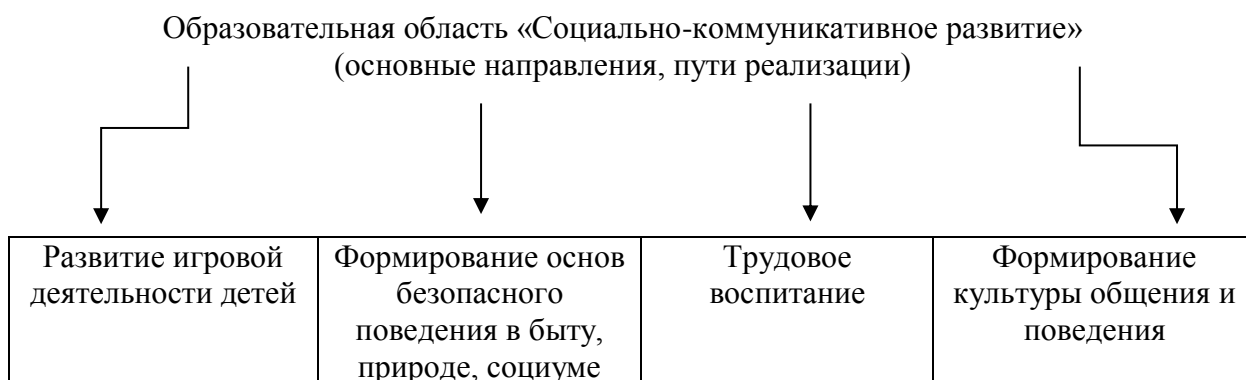 Образовательная область «Социально-коммуникативное развитие»
(основные направления, пути реализации)
Развитие игровой
деятельности детей
Формирование основ
безопасного
поведения в быту,
природе, социуме
Трудовое
воспитание
Формирование
культуры общения и
поведения